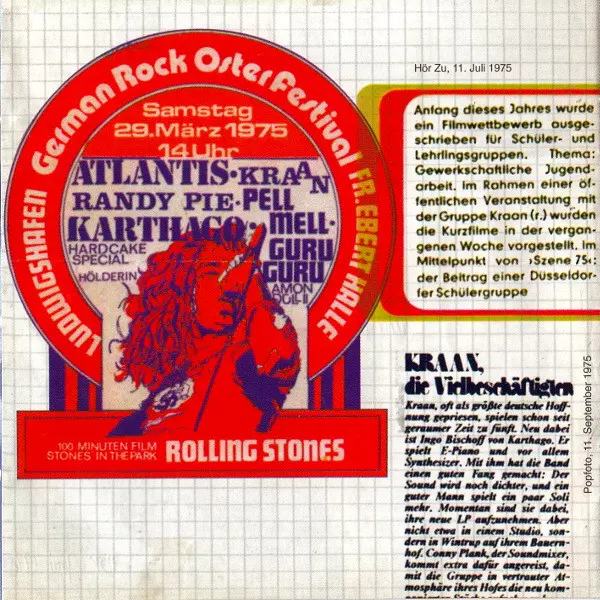 German Rock Oster Festival
LUDWIGSHAFEN
FR. EBERT HALLE
Samstag
29. März 1975
14 Uhr
ATLANTIS · KRAAN
RANDY PIE · PELL
KARTHAGO · MELL ·
HARDCAKE
SPECIAL
GURU
GURU
HÖLDERIN
AMON
DÜÜL II
100 MINUTEN FILM
STONES IN THE PARK
ROLLING STONES
Hör Zu, 11. Juli 1975
Anfang dieses Jahres wurde
ein Filmwettbewerb ausge-
schrieben für Schüler- und
Lehrlingsgruppen. Thema:
Gewerkschaftliche Jugend-
arbeit. Im Rahmen einer öf-
fentlichen Veranstaltung mit
der Gruppe Kraan (r.) wurden
die Kurzfilme in der vergan-
genen Woche vorgestellt. Im
Mittelpunkt von ›Szene 75‹:
der Beitrag einer Düsseldor-
fer Schülergruppe
KRAAN,
die Vielbeschäftigten
Kraan, oft als größte deutsche Hoff-
nung gepriesen, spielen schon seit
geraumer Zeit zu fünft. Neu dabei
ist Ingo Bischoff von Karthago. Er
spielt E-Piano und vor allem
Synthesizer. Mit ihm hat die Band
einen guten Fang gemacht: Der
Sound wird noch dichter, und ein
guter Mann spielt ein paar Soli
mehr. Momentan sind sie dabei,
ihre neue LP aufzunehmen. Aber
nicht etwa in einem Studio, son-
dern in Wintrup auf ihrem Bauern-
hof. Conny Plank, der Soundmixer,
kommt extra dafür angereist, da-
mit die Gruppe in vertrauter At-
mosphäre ihres Hofes die neu kom-
Popfoto, 11. September 1975